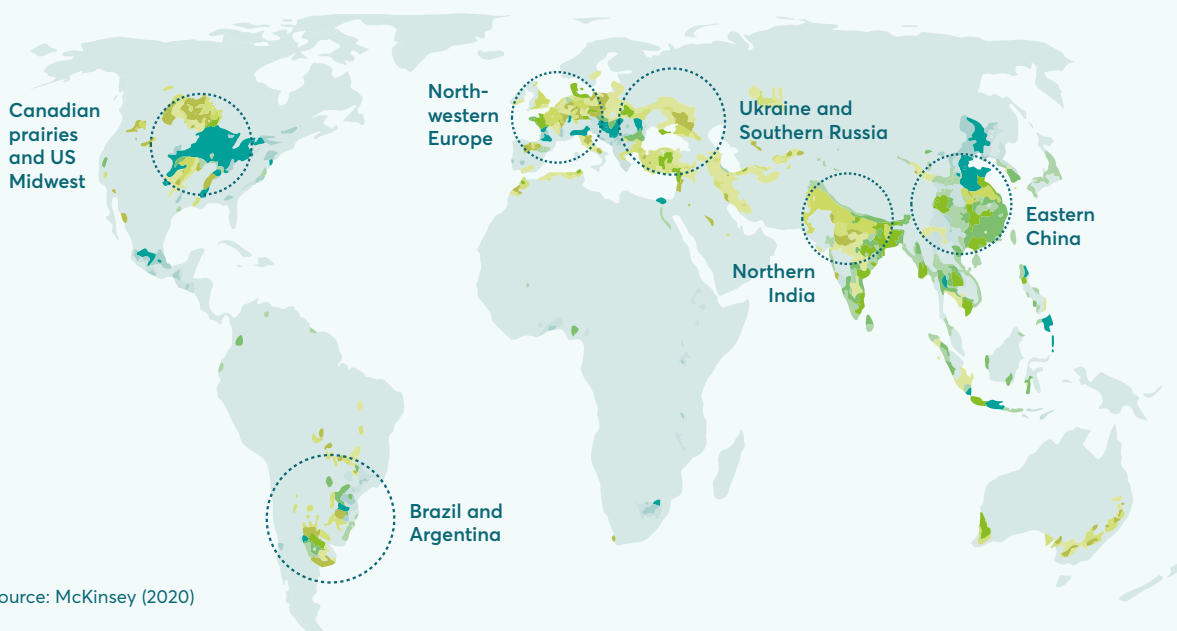 Canadian
prairies
and US
Midwest
North-
western
Europe
Ukraine and
Southern Russia
Eastern
China
Northern
India
Brazil and
Argentina
ource: McKinsey (2020)